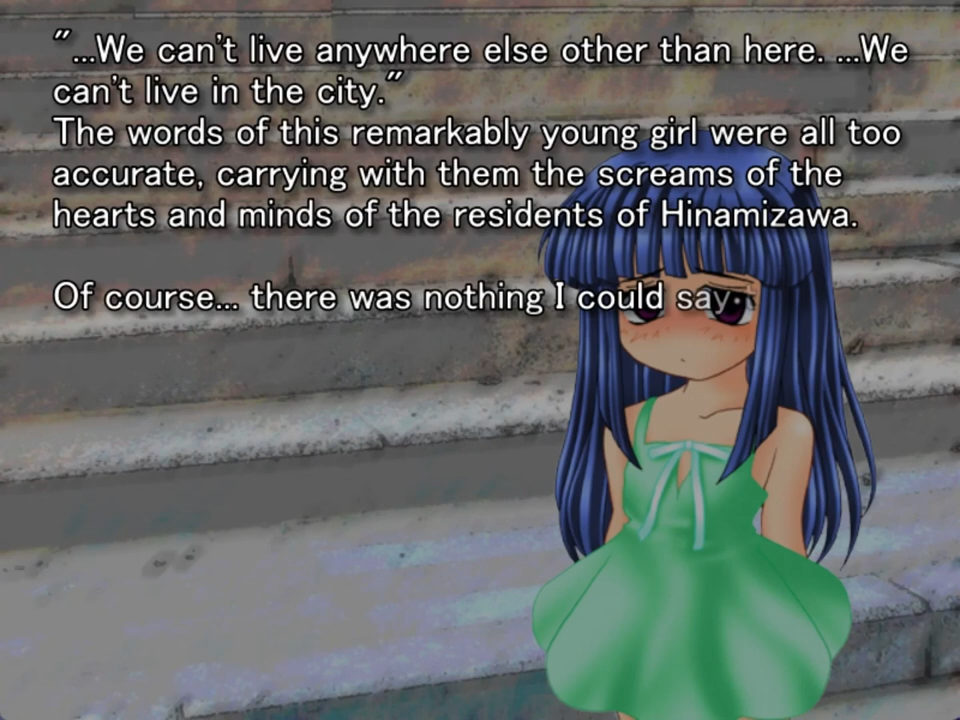 "...We can't live anywhere else other than here. ...We
can't live in the city."
The words of this remarkably young girl were all too
accurate, carrying with them the screams of the
hearts and minds of the residents of Hinamizawa.
Of course... there was nothing I could say.